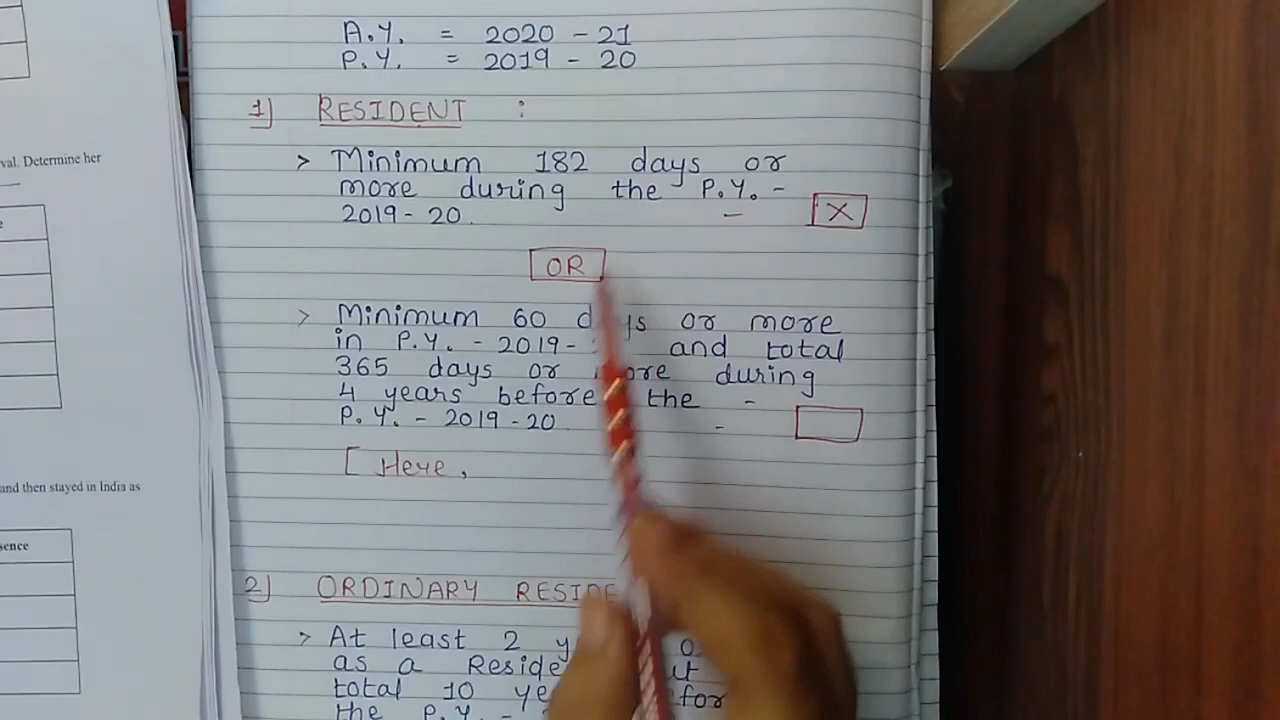 A.Y. = 2020 - 21
P.Y. = 2019 - 20
1] RESIDENT :
> Minimum 182 days or
more during the P.Y. -
2019- 20. - X
OR
> Minimum 60 or more
in P.Y. - 2019- and total
365 days or during
4 years before the -
P.Y. - 2019 - 20 -
[ Here,
2] ORDINARY
> At least 2
as a
total 10
the P.Y. -
val. Determine her
and then stayed in India as
sence